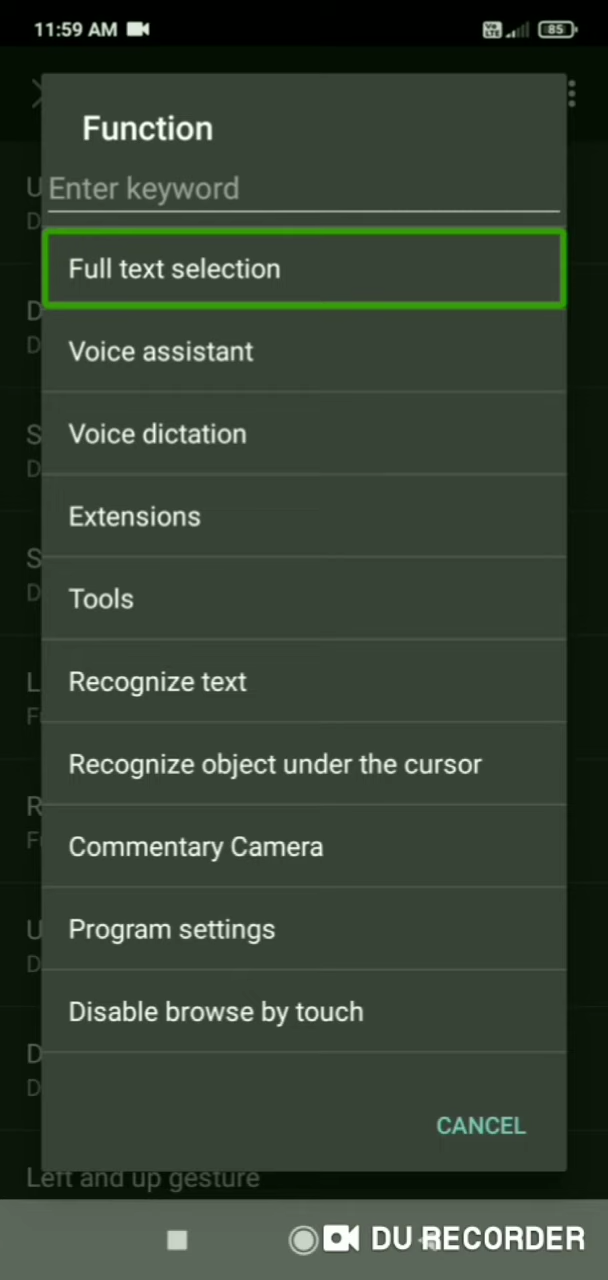 11:59 AM
VO LTE
85
Function
Enter keyword
Full text selection
Voice assistant
Voice dictation
Extensions
Tools
Recognize text
Recognize object under the cursor
Commentary Camera
Program settings
Disable browse by touch
CANCEL
Left and up gesture
DU RECORDER